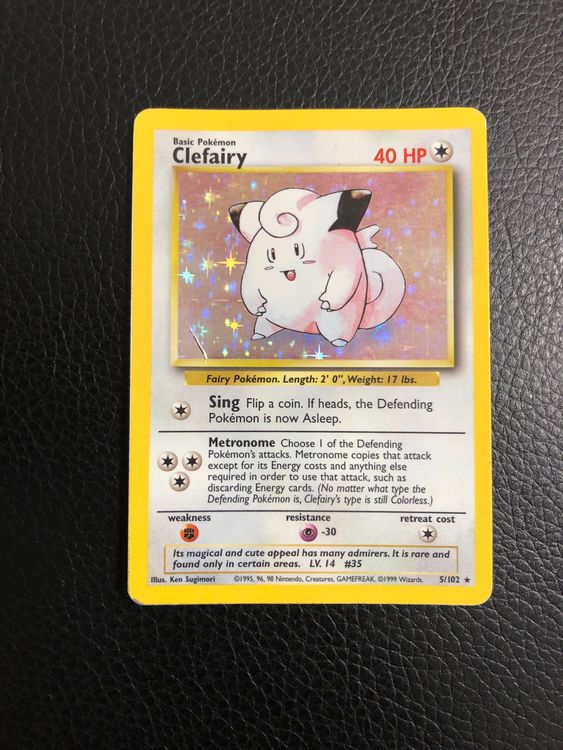 Basic Pokémon
Clefairy 40 HP
Fairy Pokémon. Length: 2' 0", Weight: 17 lbs.
Sing Flip a coin. If heads, the Defending
Pokémon is now Asleep.
Metronome Choose 1 of the Defending
Pokémon's attacks. Metronome copies that attack
except for its Energy costs and anything else
required in order to use that attack, such as
discarding Energy cards. (No matter what type the
Defending Pokémon is, Clefairy's type is still Colorless.)
weakness resistance retreat cost
-30
Its magical and cute appeal has many admirers. It is rare and
found only in certain areas. LV. 14 #35
Illus. Ken Sugimori ©1995, 96, 98 Nintendo, Creatures, GAMEFREAK. ©1999 Wizards. 5/102 ★